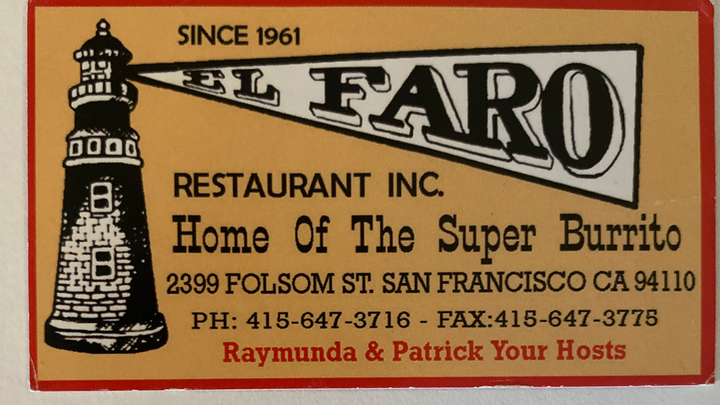 SINCE 1961
EL FARO
RESTAURANT INC.
Home Of The Super Burrito
2399 FOLSOM ST. SAN FRANCISCO CA 94110
PH: 415-647-3716 - FAX:415-647-3775
Raymunda & Patrick Your Hosts